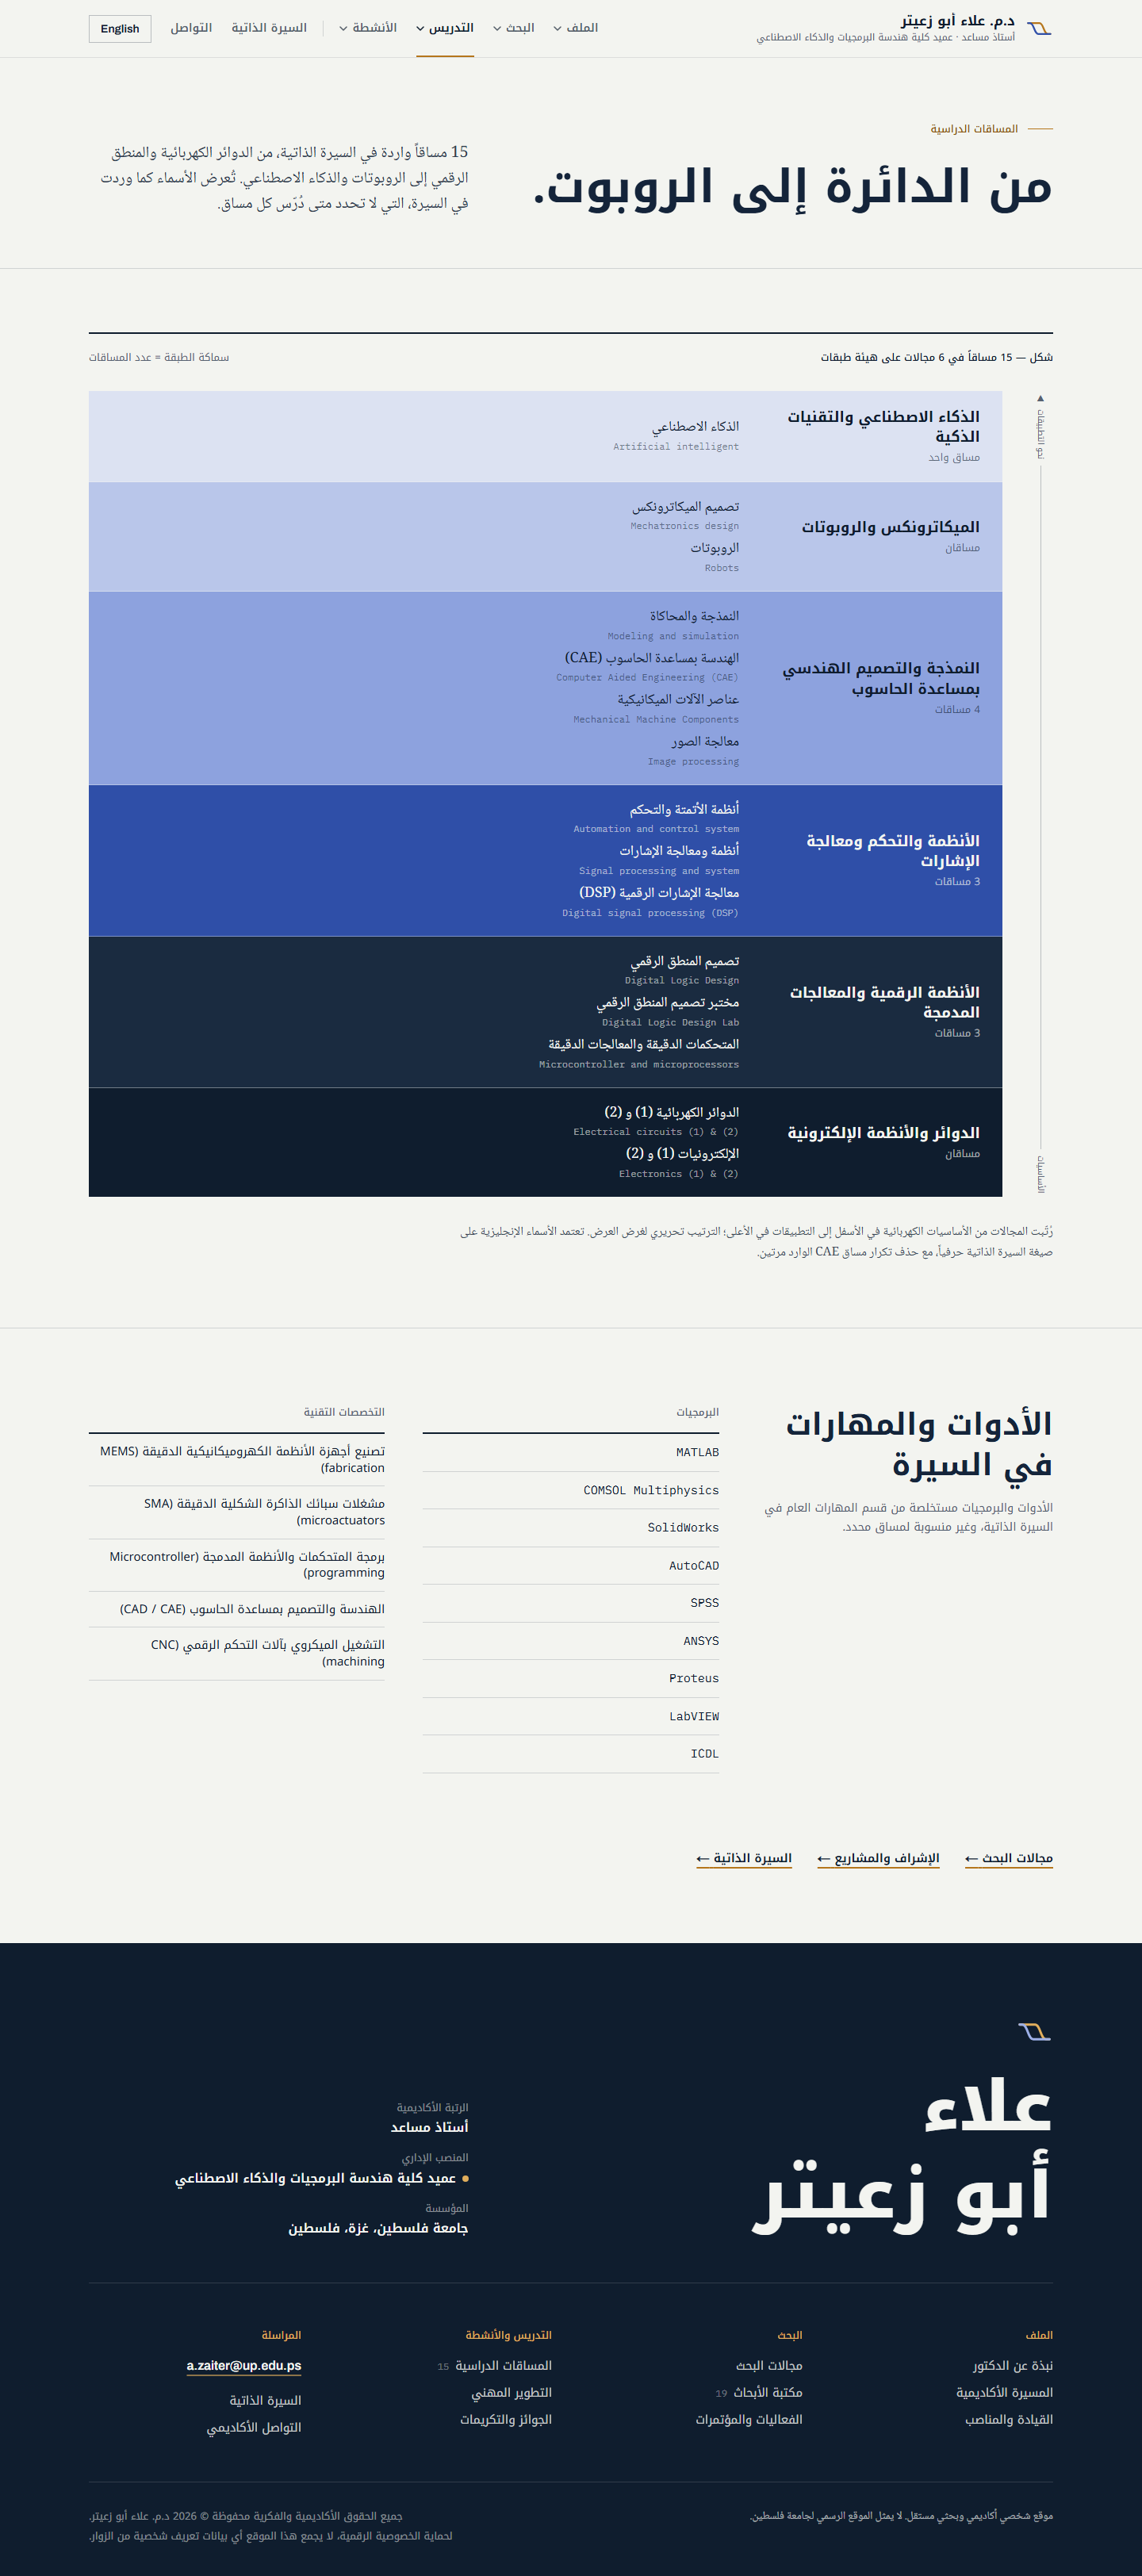 د.م. علاء أبو زعيتر
أستاذ مساعد · عميد كلية هندسة البرمجيات والذكاء الاصطناعي
الملف
البحث
التدريس
الأنشطة
السيرة الذاتية
التواصل
English
المساقات الدراسية
من الدائرة إلى الروبوت.
15 مساقاً واردة في السيرة الذاتية، من الدوائر الكهربائية والمنطق
الرقمي إلى الروبوتات والذكاء الاصطناعي. تُعرض الأسماء كما وردت
في السيرة، التي لا تحدد متى دُرّس كل مساق.
شكل — 15 مساقاً في 6 مجالات على هيئة طبقات
سماكة الطبقة = عدد المساقات
▲ نحو التطبيقات
الذكاء الاصطناعي والتقنيات
الذكية
مساق واحد
الذكاء الاصطناعي
Artificial intelligent
الميكاترونكس والروبوتات
مساقان
تصميم الميكاترونكس
Mechatronics design
الروبوتات
Robots
النمذجة والتصميم الهندسي
بمساعدة الحاسوب
4 مساقات
النمذجة والمحاكاة
Modeling and simulation
الهندسة بمساعدة الحاسوب (CAE)
Computer Aided Engineering (CAE)
عناصر الآلات الميكانيكية
Mechanical Machine Components
معالجة الصور
Image processing
الأنظمة والتحكم ومعالجة
الإشارات
3 مساقات
أنظمة الأتمتة والتحكم
Automation and control system
أنظمة ومعالجة الإشارات
Signal processing and system
معالجة الإشارات الرقمية (DSP)
Digital signal processing (DSP)
الأنظمة الرقمية والمعالجات
المدمجة
3 مساقات
تصميم المنطق الرقمي
Digital Logic Design
مختبر تصميم المنطق الرقمي
Digital Logic Design Lab
المتحكمات الدقيقة والمعالجات الدقيقة
Microcontroller and microprocessors
الدوائر والأنظمة الإلكترونية
مساقان
الدوائر الكهربائية (1) و (2)
Electrical circuits (1) & (2)
الإلكترونيات (1) و (2)
Electronics (1) & (2)
الأساسيات
رُتّبت المجالات من الأساسيات الكهربائية في الأسفل إلى التطبيقات في الأعلى؛ الترتيب تحريري لغرض العرض. تعتمد الأسماء الإنجليزية على
صيغة السيرة الذاتية حرفياً، مع حذف تكرار مساق CAE الوارد مرتين.
الأدوات والمهارات
في السيرة
الأدوات والبرمجيات مستخلصة من قسم المهارات العام في
السيرة الذاتية، وغير منسوبة لمساق محدد.
البرمجيات
MATLAB
COMSOL Multiphysics
SolidWorks
AutoCAD
SPSS
ANSYS
Proteus
LabVIEW
ICDL
التخصصات التقنية
تصنيع أجهزة الأنظمة الكهروميكانيكية الدقيقة (MEMS
fabrication)
مشغلات سبائك الذاكرة الشكلية الدقيقة (SMA
microactuators)
برمجة المتحكمات والأنظمة المدمجة (Microcontroller
programming)
الهندسة والتصميم بمساعدة الحاسوب (CAD / CAE)
التشغيل الميكروي بآلات التحكم الرقمي (CNC
machining)
مجالات البحث ←
الإشراف والمشاريع ←
السيرة الذاتية ←
علاء
أبو زعيتر
الرتبة الأكاديمية
أستاذ مساعد
المنصب الإداري
عميد كلية هندسة البرمجيات والذكاء الاصطناعي
المؤسسة
جامعة فلسطين، غزة، فلسطين
الملف
نبذة عن الدكتور
المسيرة الأكاديمية
القيادة والمناصب
البحث
مجالات البحث
مكتبة الأبحاث 19
الفعاليات والمؤتمرات
التدريس والأنشطة
المساقات الدراسية 15
التطوير المهني
الجوائز والتكريمات
المراسلة
a.zaiter@up.edu.ps
السيرة الذاتية
التواصل الأكاديمي
موقع شخصي أكاديمي وبحثي مستقل. لا يمثل الموقع الرسمي لجامعة فلسطين.
جميع الحقوق الأكاديمية والفكرية محفوظة © 2026 د.م. علاء أبو زعيتر.
لحماية الخصوصية الرقمية، لا يجمع هذا الموقع أي بيانات تعريف شخصية من الزوار.